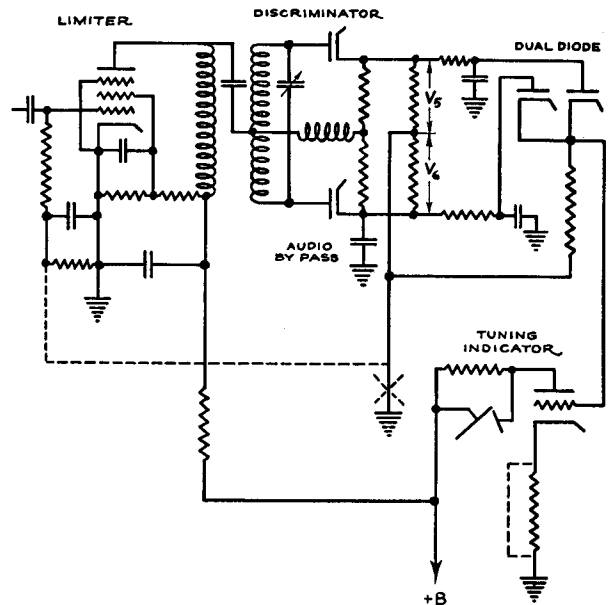 LIMITER
DISCRIMINATOR
DUAL DIODE
V5
V6
AUDIO
BY PASS
TUNING
INDICATOR
+B